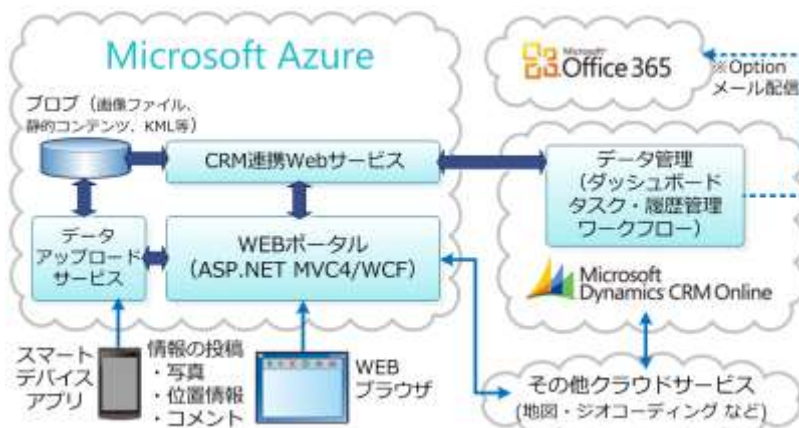 Microsoft Azure
ブロブ（画像ファイル、
静的コンテンツ、KML等）
CRM連携Webサービス
データ
アップロード
サービス
WEBポータル
（ASP.NET MVC4/WCF）
Microsoft
Office 365
※Option
メール配信
データ管理
（ダッシュボード
タスク・履歴管理
ワークフロー）
Microsoft
Dynamics CRM Online
スマート
デバイス
アプリ
情報の投稿
・写真
・位置情報
・コメント
WEB
ブラウザ
その他クラウドサービス
(地図・ジオコーディング など)